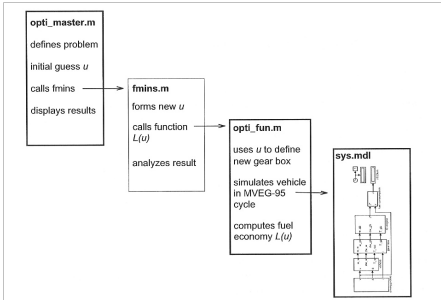 opti_master.m
defines problem
initial guess u
calls fmins
displays results
fmins.m
forms new u
calls function
L(u)
analyzes result
opti_fun.m
uses u to define
new gear box
simulates vehicle
in MVEG-95
cycle
computes fuel
economy L(u)
sys.mdl